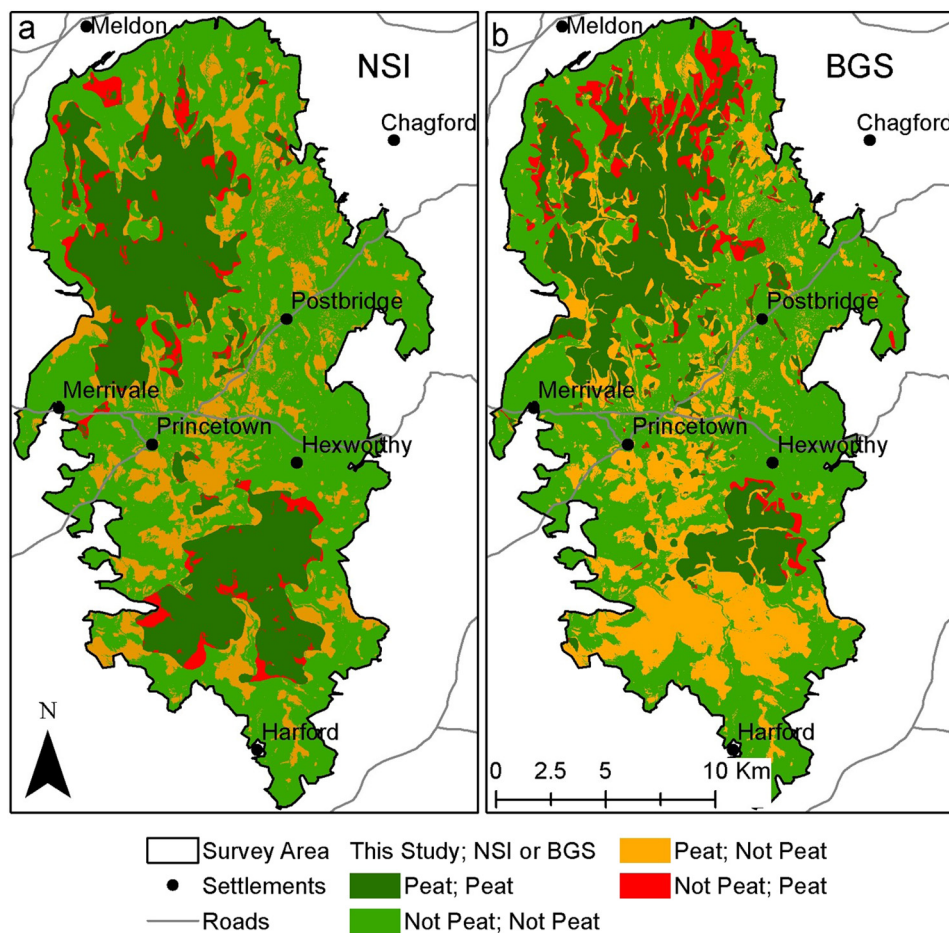 a
Meldon
NSI
Chagford
Postbridge
Merrivale
Princetown
Hexworthy
N
Harford
b
Meldon
BGS
Chagford
Postbridge
Merrivale
Princetown
Hexworthy
Harford
0 2.5 5 10 Km
Survey Area
Settlements
Roads
This Study; NSI or BGS
Peat; Peat
Not Peat; Not Peat
Peat; Not Peat
Not Peat; Peat